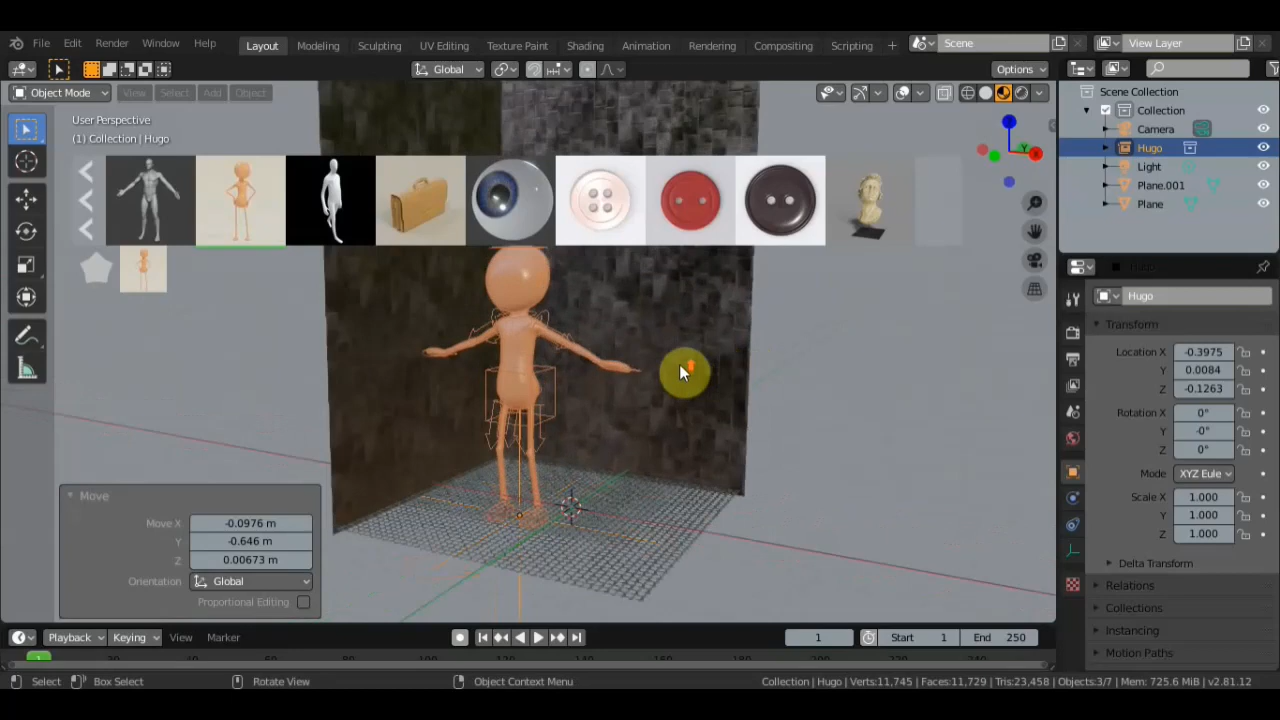 File Edit Render Window Help Layout Modeling Sculpting UV Editing Texture Paint Shading Animation Rendering Compositing Scripting + Scene View Layer
Global Options
Object Mode View Select Add Object
User Perspective
(1) Collection | Hugo
Scene Collection
Collection
Camera
Hugo
Light
Plane.001
Plane
Hugo
Hugo
Transform
Location X -0.3975
Y 0.0084
Z -0.1263
Rotation X 0°
Y -0°
Z 0°
Mode XYZ Eule
Scale X 1.000
Y 1.000
Z 1.000
Delta Transform
Relations
Collections
Instancing
Motion Paths
Move
Move X -0.0976 m
Y -0.646 m
Z 0.00673 m
Orientation Global
Proportional Editing
Playback Keying View Marker 1 Start 1 End 250
1
Select Box Select Rotate View Object Context Menu Collection | Hugo | Verts:11,745 | Faces:11,729 | Tris:23,458 | Objects:3/7 | Mem: 725.6 MiB | v2.81.12